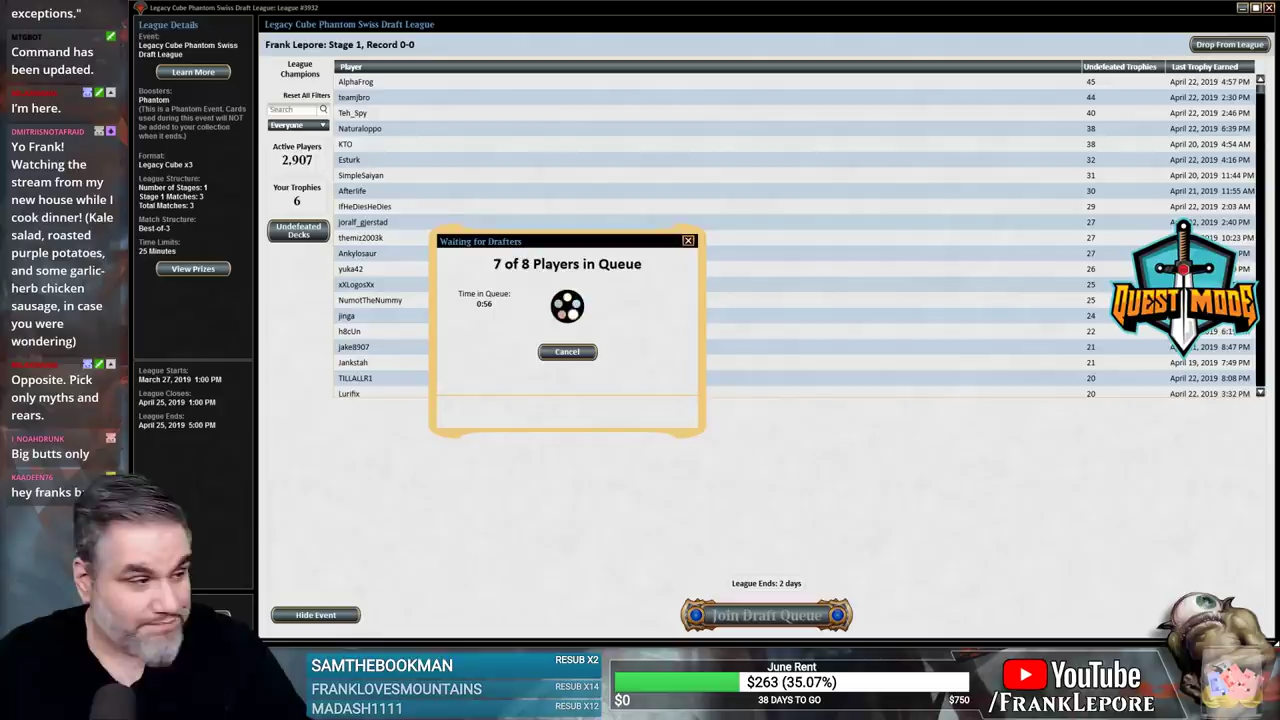 exceptions."
MTGBOT
Command has
been updated.
I'm here.
DMITRIISNOTAFRAID
Yo Frank!
Watching the
stream from my
new house while I
cook dinner! (Kale
salad, roasted
purple potatoes,
and some garlic-
herb chicken
sausage, in case
you were
wondering)
Opposite. Pick
only myths and
rears.
I_NOAHDRUNK
Big butts only
KAADEEN76
hey franks b
Legacy Cube Phantom Swiss Draft League: League #3932
League Details
Event:
Legacy Cube Phantom Swiss
Draft League
Learn More
Boosters:
Phantom
(This is a Phantom Event. Cards
used during this event will NOT
be added to your collection
when it ends.)
Format:
Legacy Cube x3
League Structure:
Number of Stages: 1
Stage 1 Matches: 3
Total Matches: 3
Match Structure:
Best-of-3
Time Limits:
25 Minutes
View Prizes
League Starts:
March 27, 2019 1:00 PM
League Closes:
April 25, 2019 1:00 PM
League Ends:
April 25, 2019 5:00 PM
Legacy Cube Phantom Swiss Draft League
Frank Lepore: Stage 1, Record 0-0
Drop From League
League
Champions
Reset All Filters
Search
Everyone
Active Players
2,907
Your Trophies
6
Undefeated
Decks
Player Undefeated Trophies Last Trophy Earned
AlphaFrog 45 April 22, 2019 4:57 PM
teamjbro 44 April 22, 2019 2:30 PM
Teh_Spy 40 April 22, 2019 2:46 PM
Naturaloppo 38 April 22, 2019 6:39 PM
KTO 38 April 20, 2019 4:54 AM
Esturk 32 April 22, 2019 4:16 PM
SimpleSaiyan 31 April 20, 2019 11:44 PM
Afterlife 30 April 21, 2019 11:55 AM
IfHeDiesHeDies 29 April 22, 2019 2:03 AM
joralf_gjerstad 27 2:40 PM
themiz2003k 27 10:23 PM
Ankylosaur 27 PM
yuka42 26 PM
xXLogosXx 25 PM
NumotTheNummy 25 PM
jinga 24 PM
h8cUn 22 PM
jake8907 21 2019 8:47 PM
Jankstah 21 April 19, 2019 7:49 PM
TILLALLR1 20 April 22, 2019 8:08 PM
Lurifix 20 April 22, 2019 3:32 PM
Waiting for Drafters
7 of 8 Players in Queue
Time in Queue:
0:56
Cancel
QUEST MODE
League Ends: 2 days
Hide Event
Join Draft Queue
SAMTHEBOOKMAN RESUB X2
FRANKLOVESMOUNTAINS RESUB X14
MADASH1111 RESUB X12
June Rent
$263 (35.07%)
$0 38 DAYS TO GO $750
YouTube
/FRANKLEPORE